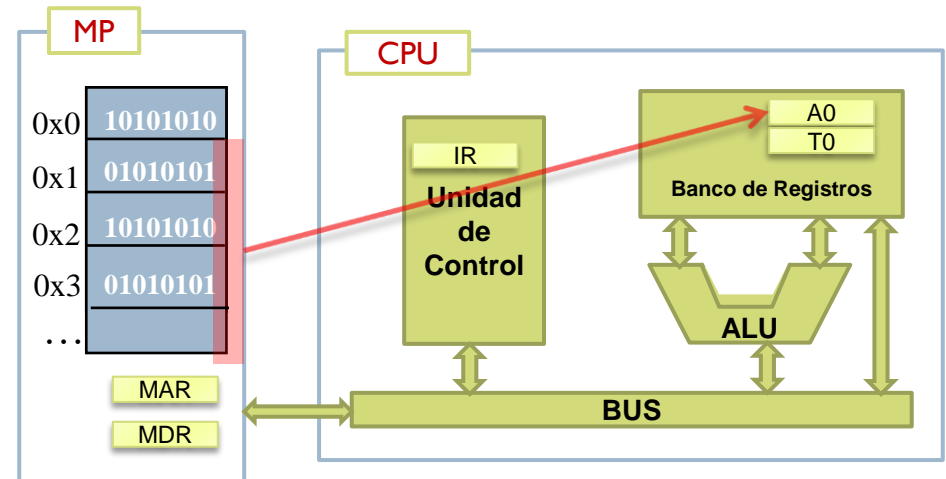 MP
0x0 10101010
0x1 01010101
0x2 10101010
0x3 01010101
…
MAR
MDR
CPU
IR
Unidad
de
Control
A0
T0
Banco de Registros
ALU
BUS